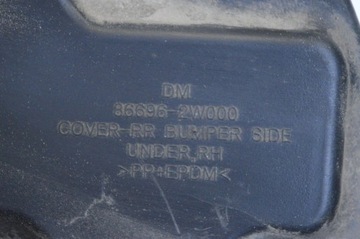 DM
86696-2W000
COVER-RR BUMPER SIDE
UNDER,RH
>PP+EPDM<